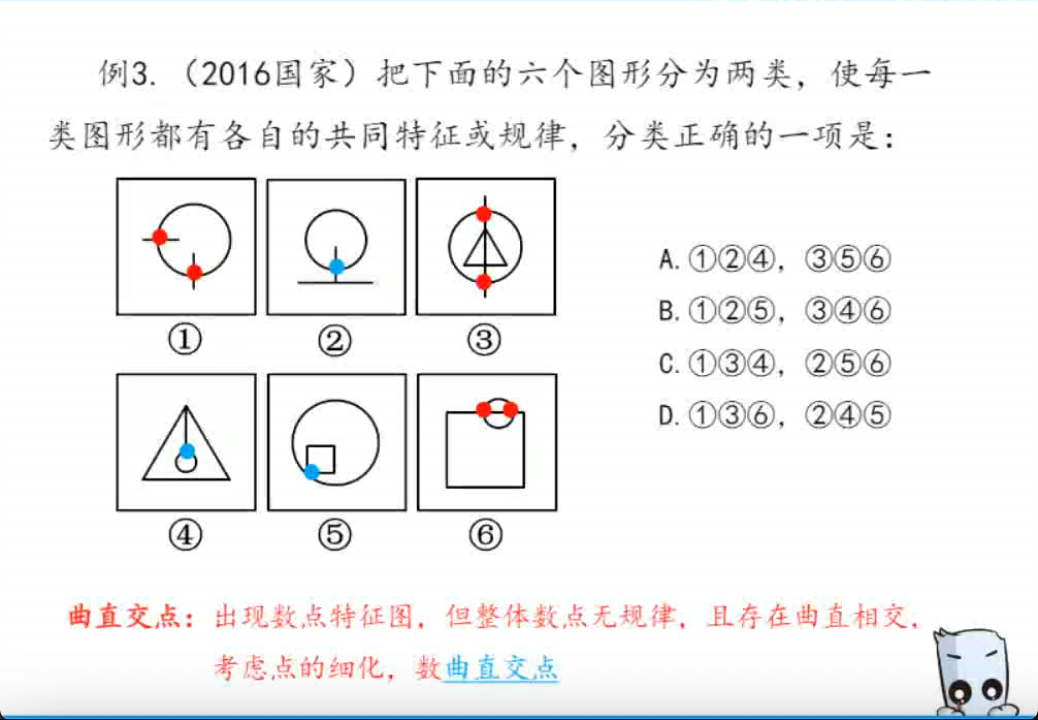 例3.（2016国家）把下面的六个图形分为两类，使每一
类图形都有各自的共同特征或规律，分类正确的一项是：
① ② ③
④ ⑤ ⑥
A.①②④，③⑤⑥
B.①②⑤，③④⑥
C.①③④，②⑤⑥
D.①③⑥，②④⑤
曲直交点：出现数点特征图，但整体数点无规律，且存在曲直相交，
考虑点的细化，数曲直交点